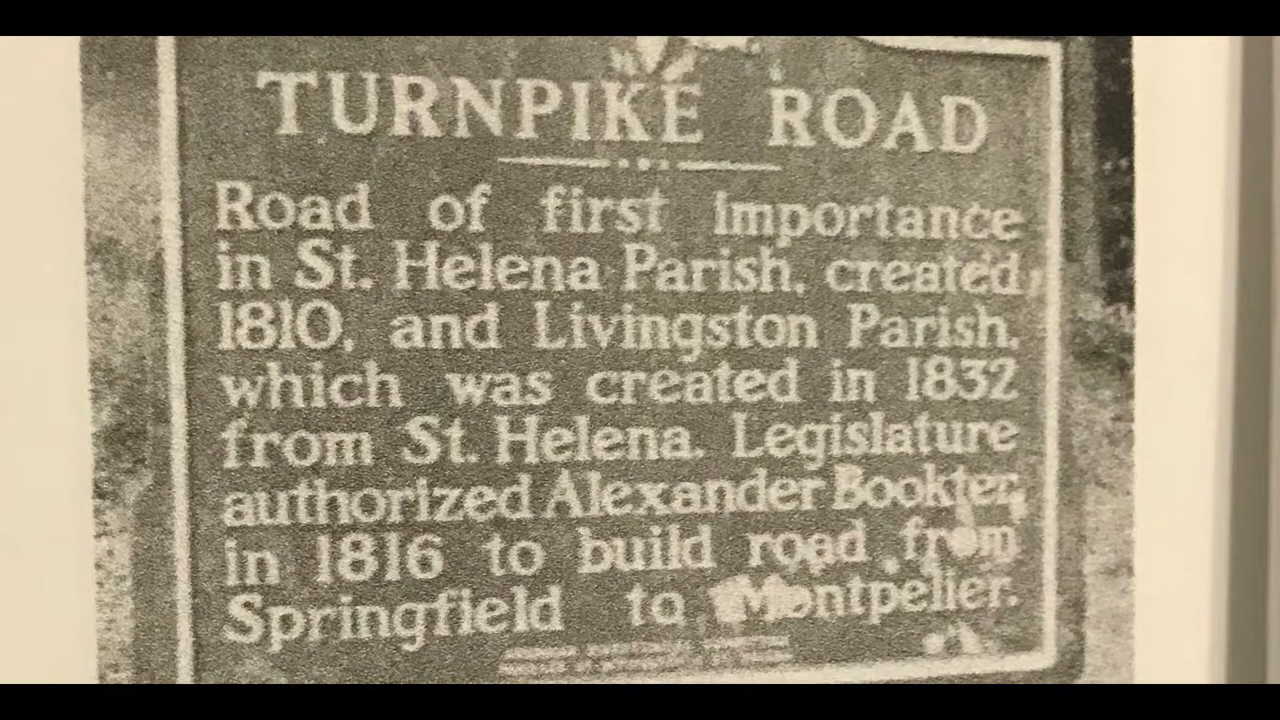 TURNPIKE ROAD
Road of first importance
in St. Helena Parish, created,
1810, and Livingston Parish,
which was created in 1832
from St. Helena. Legislature
authorized Alexander Bookter,
in 1816 to build road from
Springfield to Montpelier.